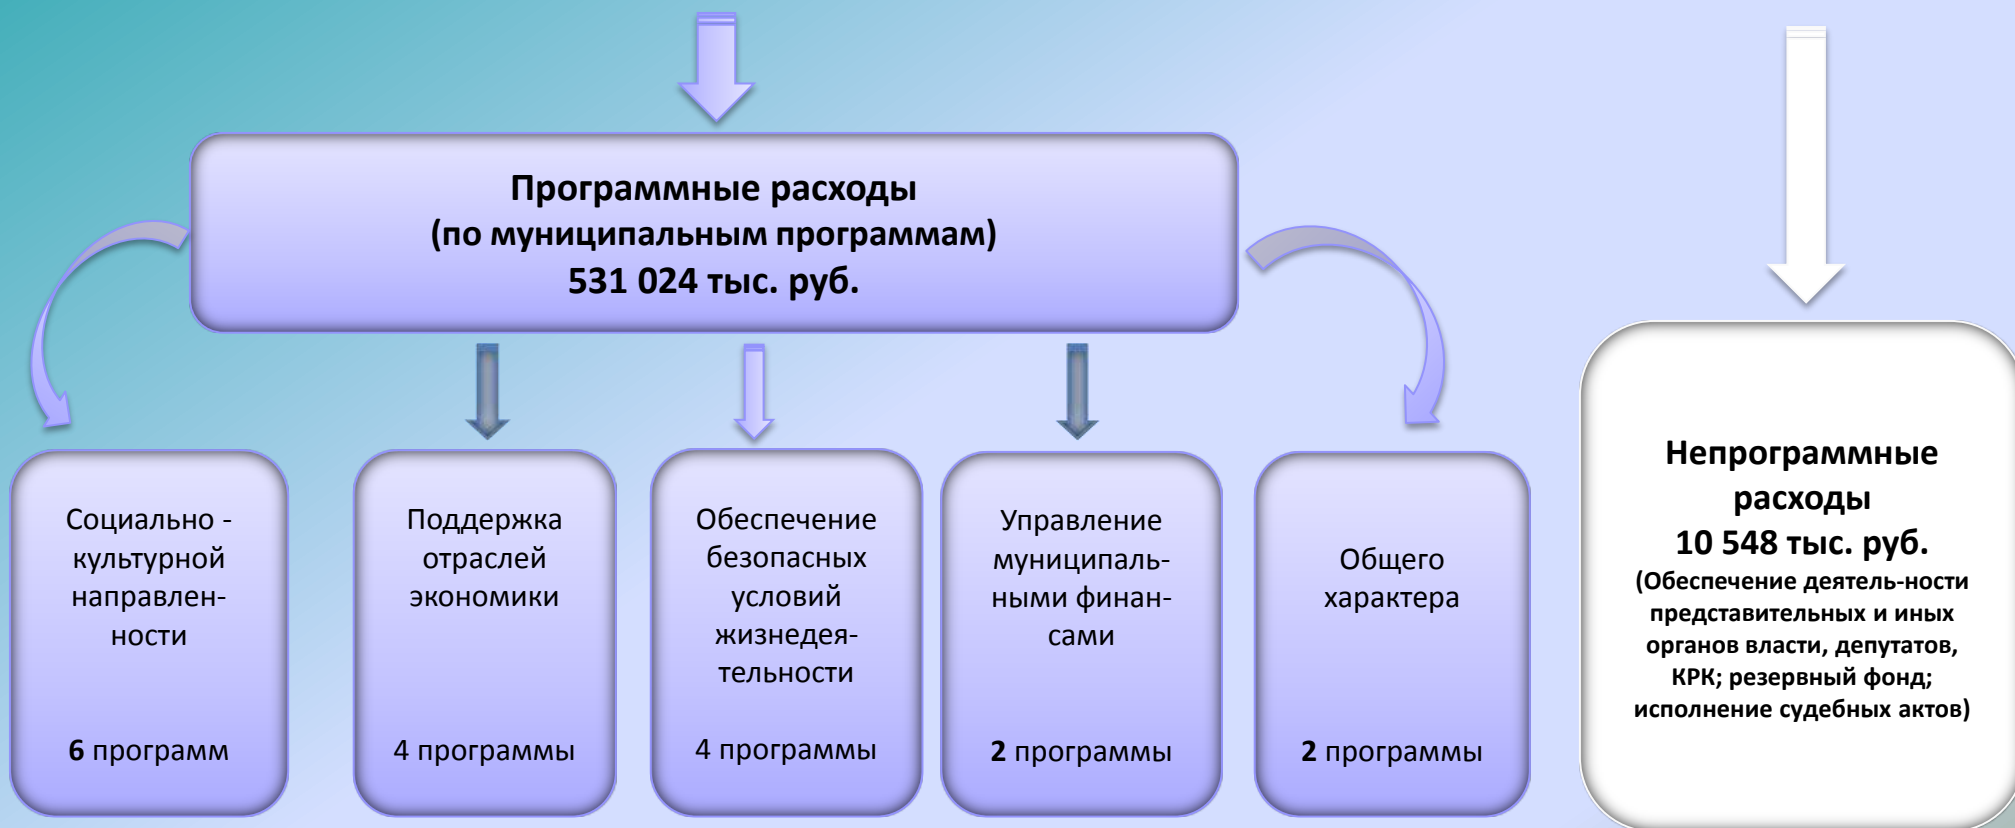 Программные расходы
(по муниципальным программам)
531 024 тыс. руб.
Социально -
культурной
направлен-
ности
6 программ
Поддержка
отраслей
экономики
4 программы
Обеспечение
безопасных
условий
жизнедея-
тельности
4 программы
Управление
муниципаль-
ными финан-
сами
2 программы
Общего
характера
2 программы
Непрограммные
расходы
10 548 тыс. руб.
(Обеспечение деятель-ности
представительных и иных
органов власти, депутатов,
КРК; резервный фонд;
исполнение судебных актов)